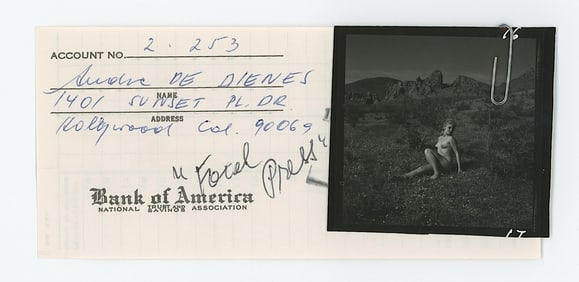 ACCOUNT NO. 2 · 253
Andre DE DIENES
NAME
1401 SUNSET PL. DR.
ADDRESS
Hollywood Cal. 90069
"Focal
Press"
Bank of America
NATIONAL TRUST AND SAVINGS ASSOCIATION